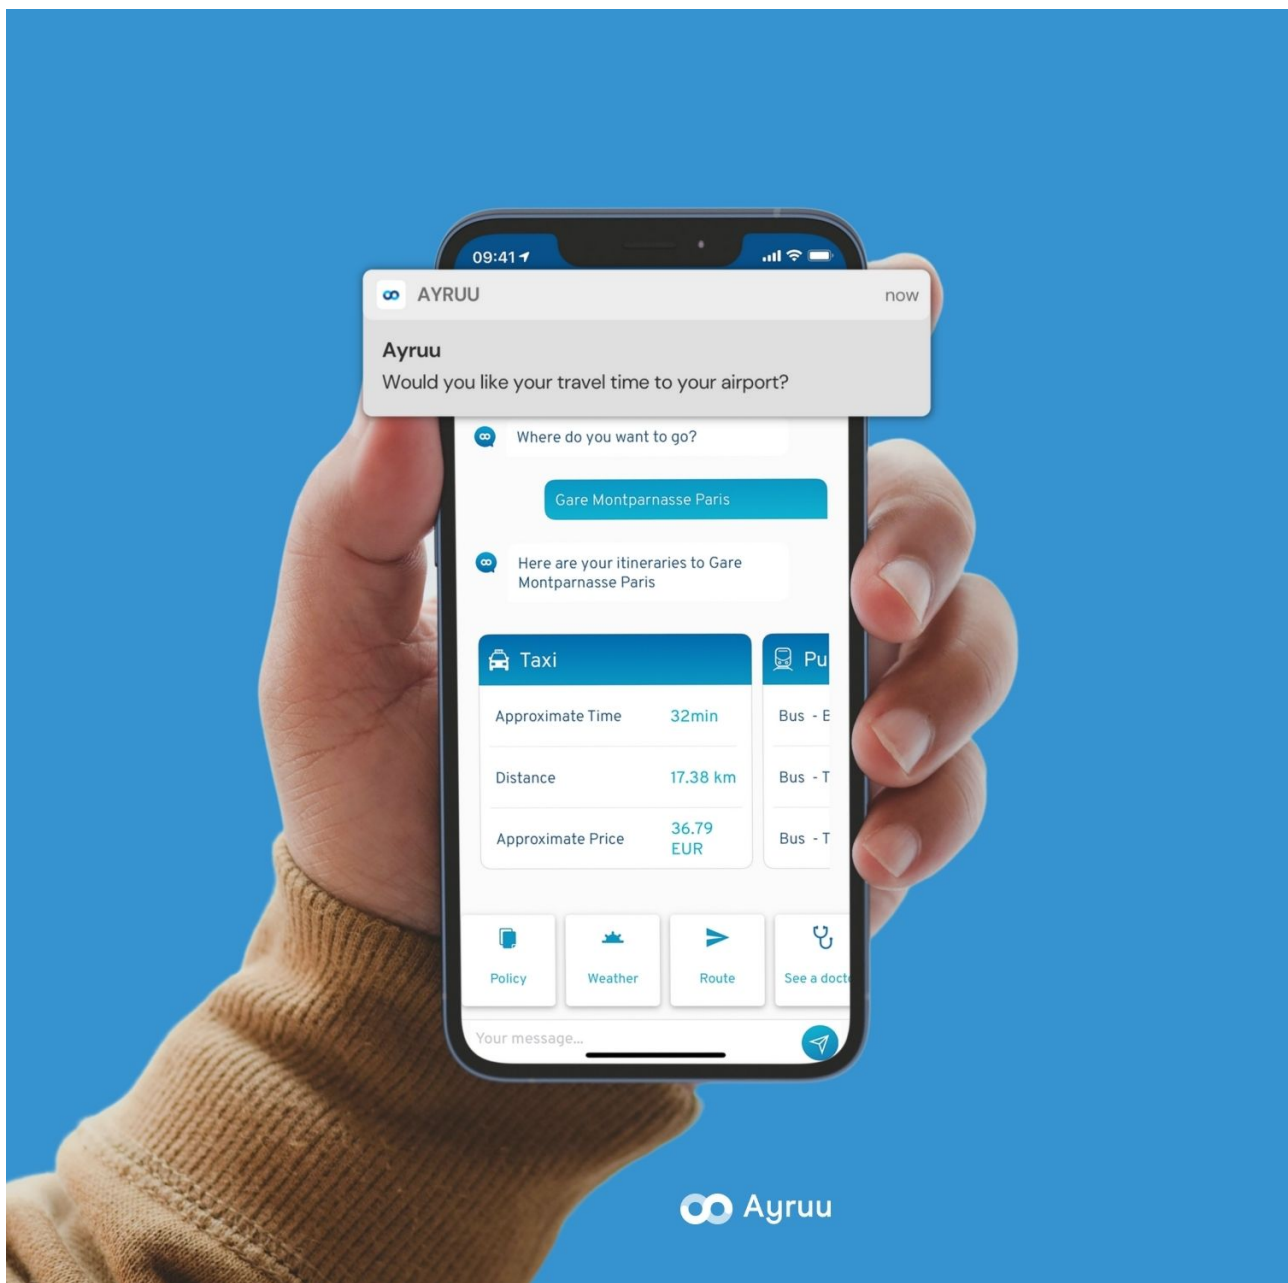 09:41
AYRUU
now
Ayruu
Would you like your travel time to your airport?
Where do you want to go?
Gare Montparnasse Paris
Here are your itineraries to Gare
Montparnasse Paris
Taxi
Pu
Approximate Time
32min
Bus - B
Distance
17.38 km
Bus - T
Approximate Price
36.79
EUR
Bus - T
Policy
Weather
Route
See a docto
Your message...
Ayruu